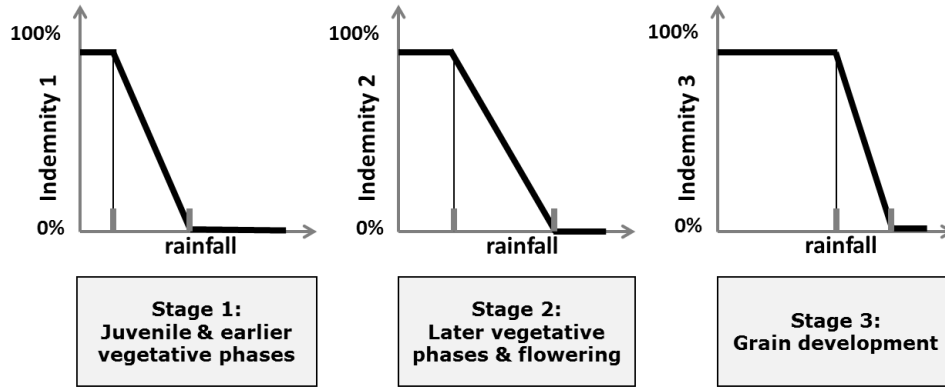 100%
Indemnity 1
0%
rainfall
100%
Indemnity 2
0%
rainfall
100%
Indemnity 3
0%
rainfall
Stage 1:
Juvenile & earlier
vegetative phases
Stage 2:
Later vegetative
phases & flowering
Stage 3:
Grain development